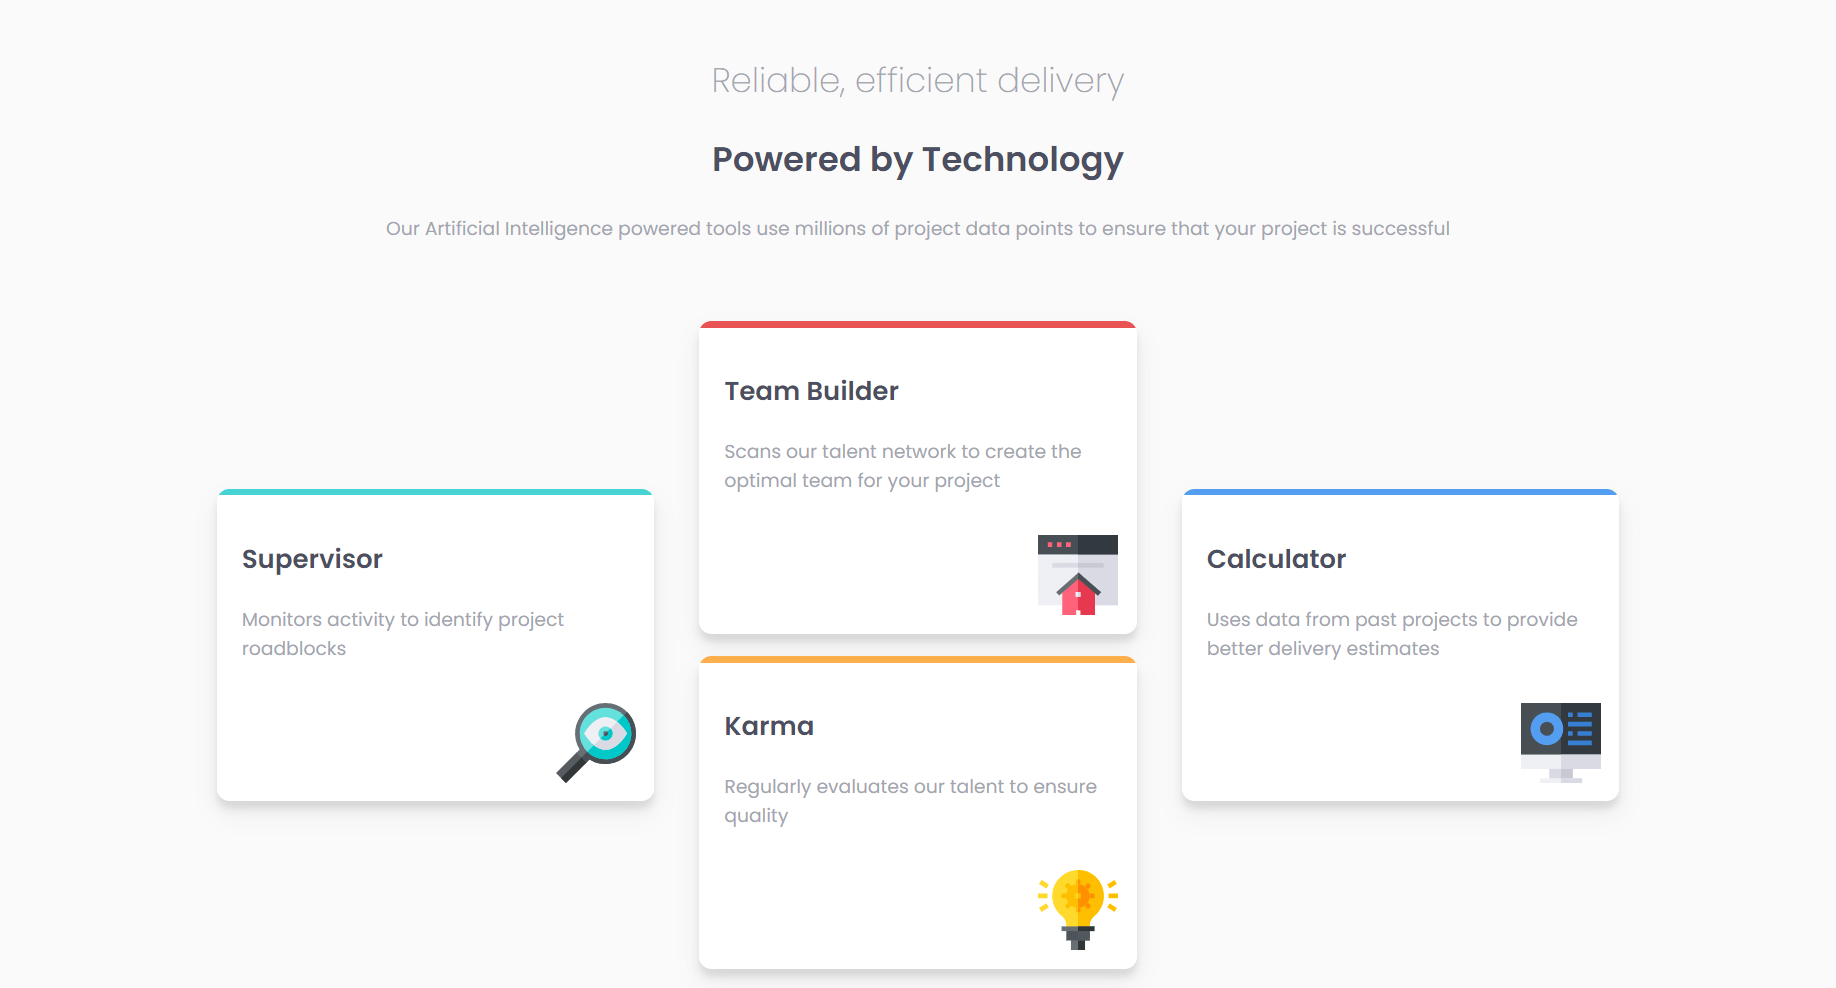 Reliable, efficient delivery
Powered by Technology
Our Artificial Intelligence powered tools use millions of project data points to ensure that your project is successful
Supervisor
Monitors activity to identify project
roadblocks
Team Builder
Scans our talent network to create the
optimal team for your project
Karma
Regularly evaluates our talent to ensure
quality
Calculator
Uses data from past projects to provide
better delivery estimates